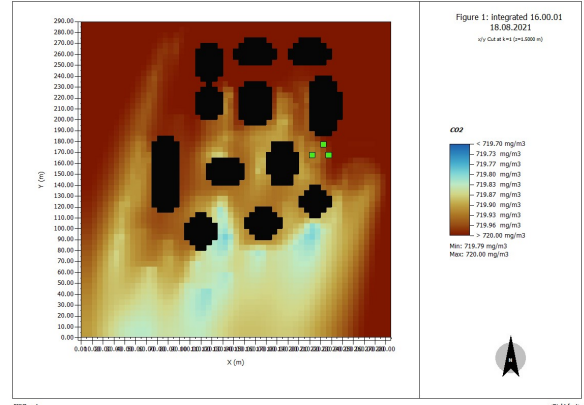 Figure 1: integrated 16.00.01
18.08.2021
x/y Cut at k=1 (z=1.5000 m)
290.00
280.00
270.00
260.00
250.00
240.00
230.00
220.00
210.00
200.00
190.00
180.00
170.00
160.00
150.00
140.00
130.00
120.00
110.00
100.00
90.00
80.00
70.00
60.00
50.00
40.00
30.00
20.00
10.00
0.00
Y (m)
X (m)
CO2
< 719.70 mg/m3
719.73 mg/m3
719.77 mg/m3
719.80 mg/m3
719.83 mg/m3
719.87 mg/m3
719.90 mg/m3
719.93 mg/m3
719.96 mg/m3
> 720.00 mg/m3
Min: 719.79 mg/m3
Max: 720.00 mg/m3
N